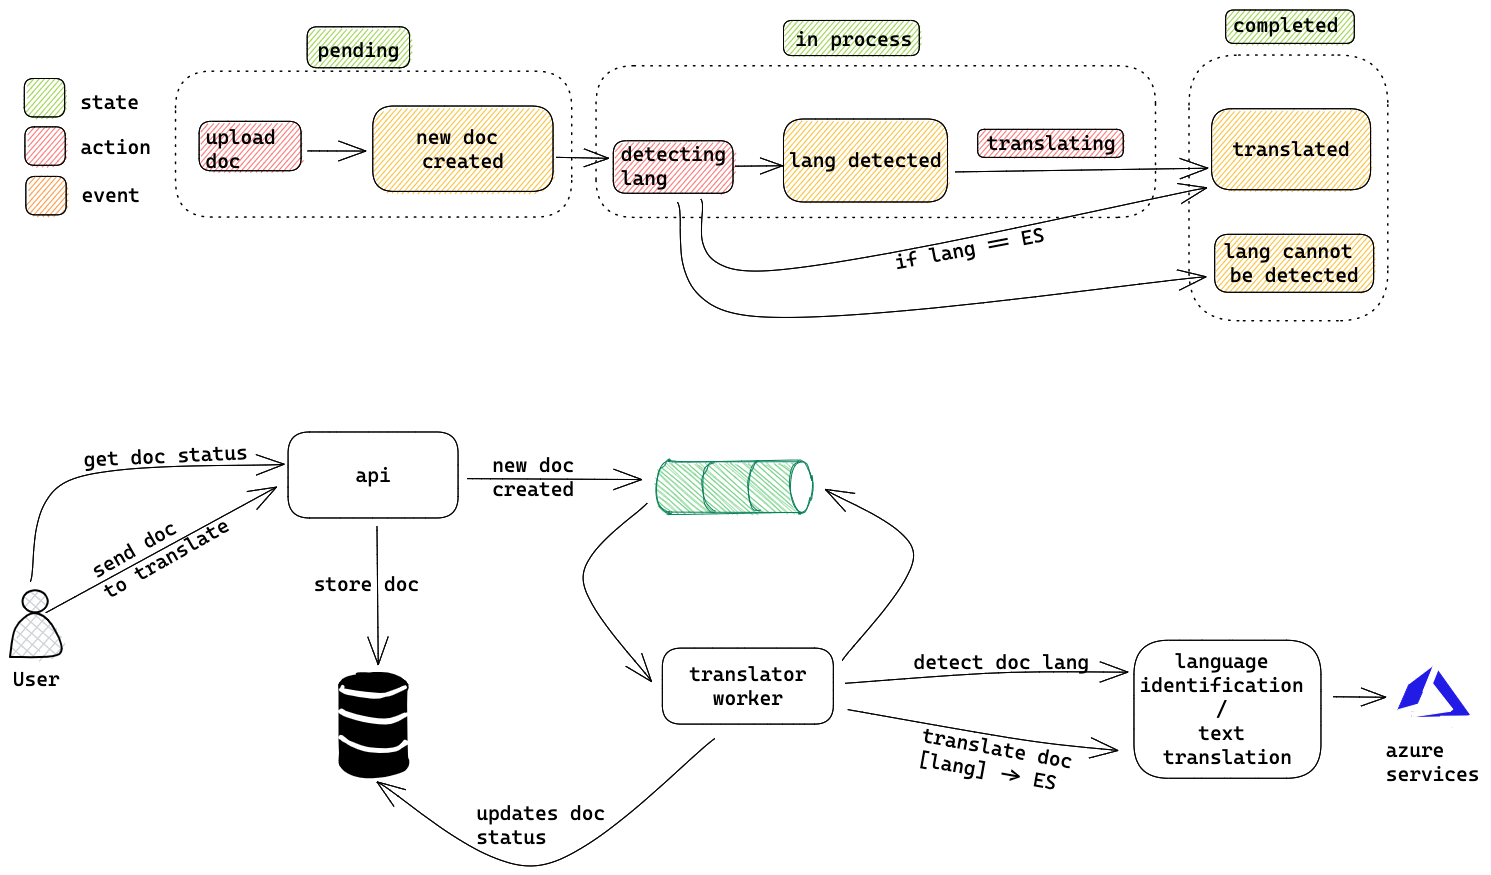 pending
in process
completed
state
action
event
upload
doc
new doc
created
detecting
lang
lang detected
translating
translated
if lang == ES
lang cannot
be detected
get doc status
send doc
to translate
User
api
new doc
created
store doc
translator
worker
updates doc
status
detect doc lang
translate doc
[lang] -> ES
language
identification
/
text
translation
azure
services